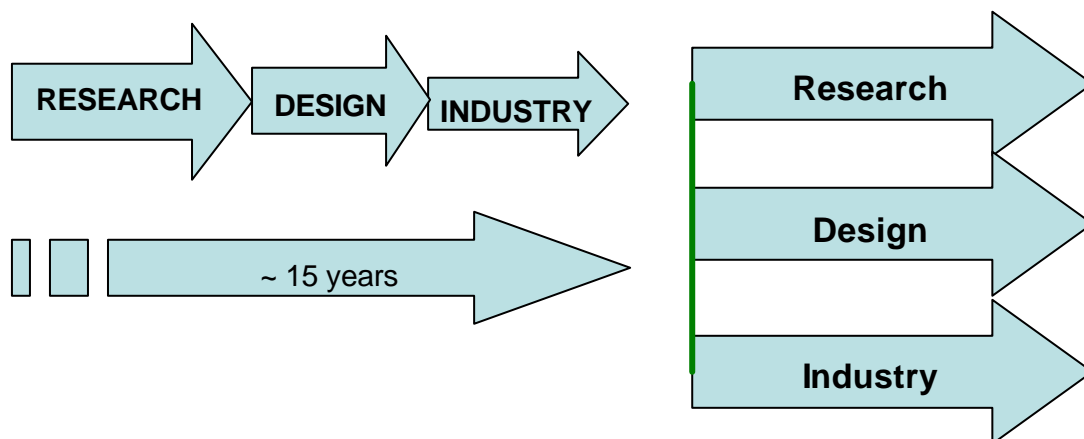 RESEARCH
DESIGN
INDUSTRY
~ 15 years
Research
Design
Industry